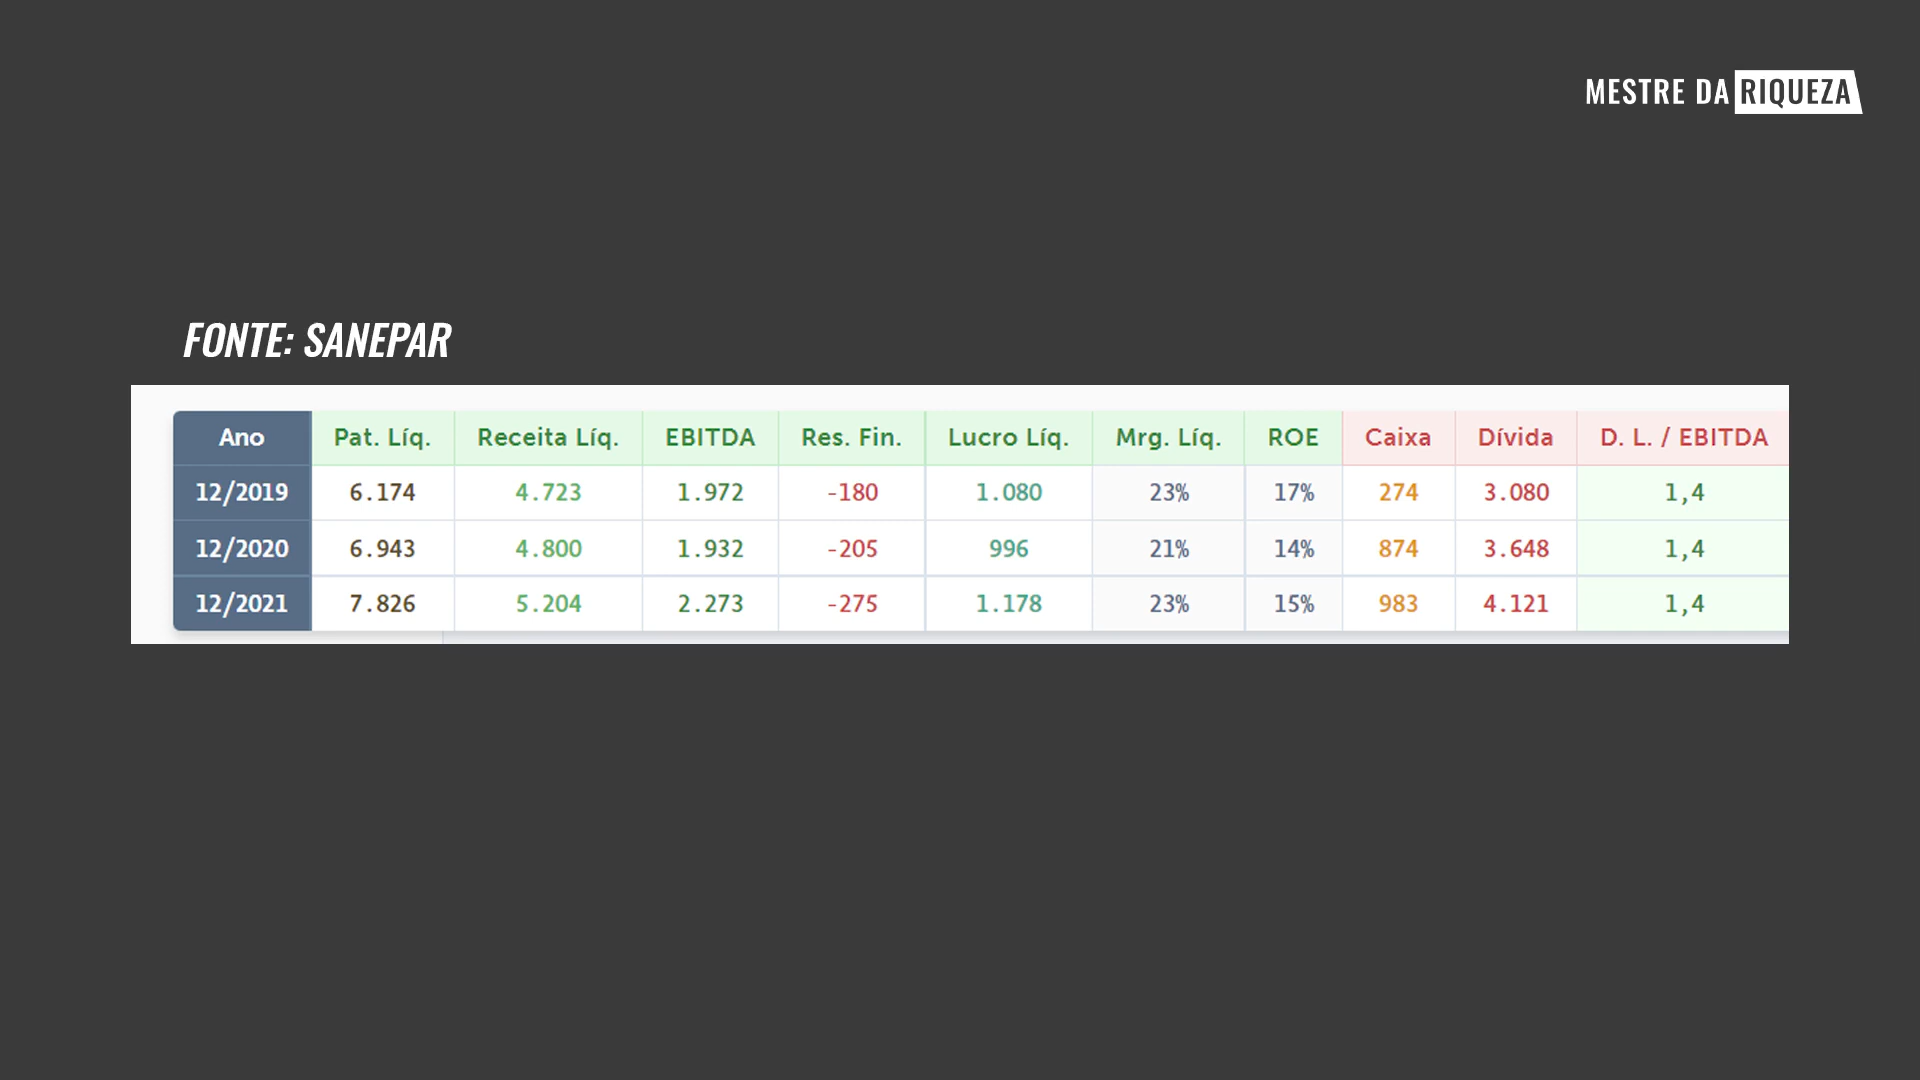 MESTRE DA RIQUEZA
FONTE: SANEPAR
Ano Pat. Líq. Receita Líq. EBITDA Res. Fin. Lucro Líq. Mrg. Líq. ROE Caixa Dívida D. L. / EBITDA
12/2019 6.174 4.723 1.972 -180 1.080 23% 17% 274 3.080 1,4
12/2020 6.943 4.800 1.932 -205 996 21% 14% 874 3.648 1,4
12/2021 7.826 5.204 2.273 -275 1.178 23% 15% 983 4.121 1,4